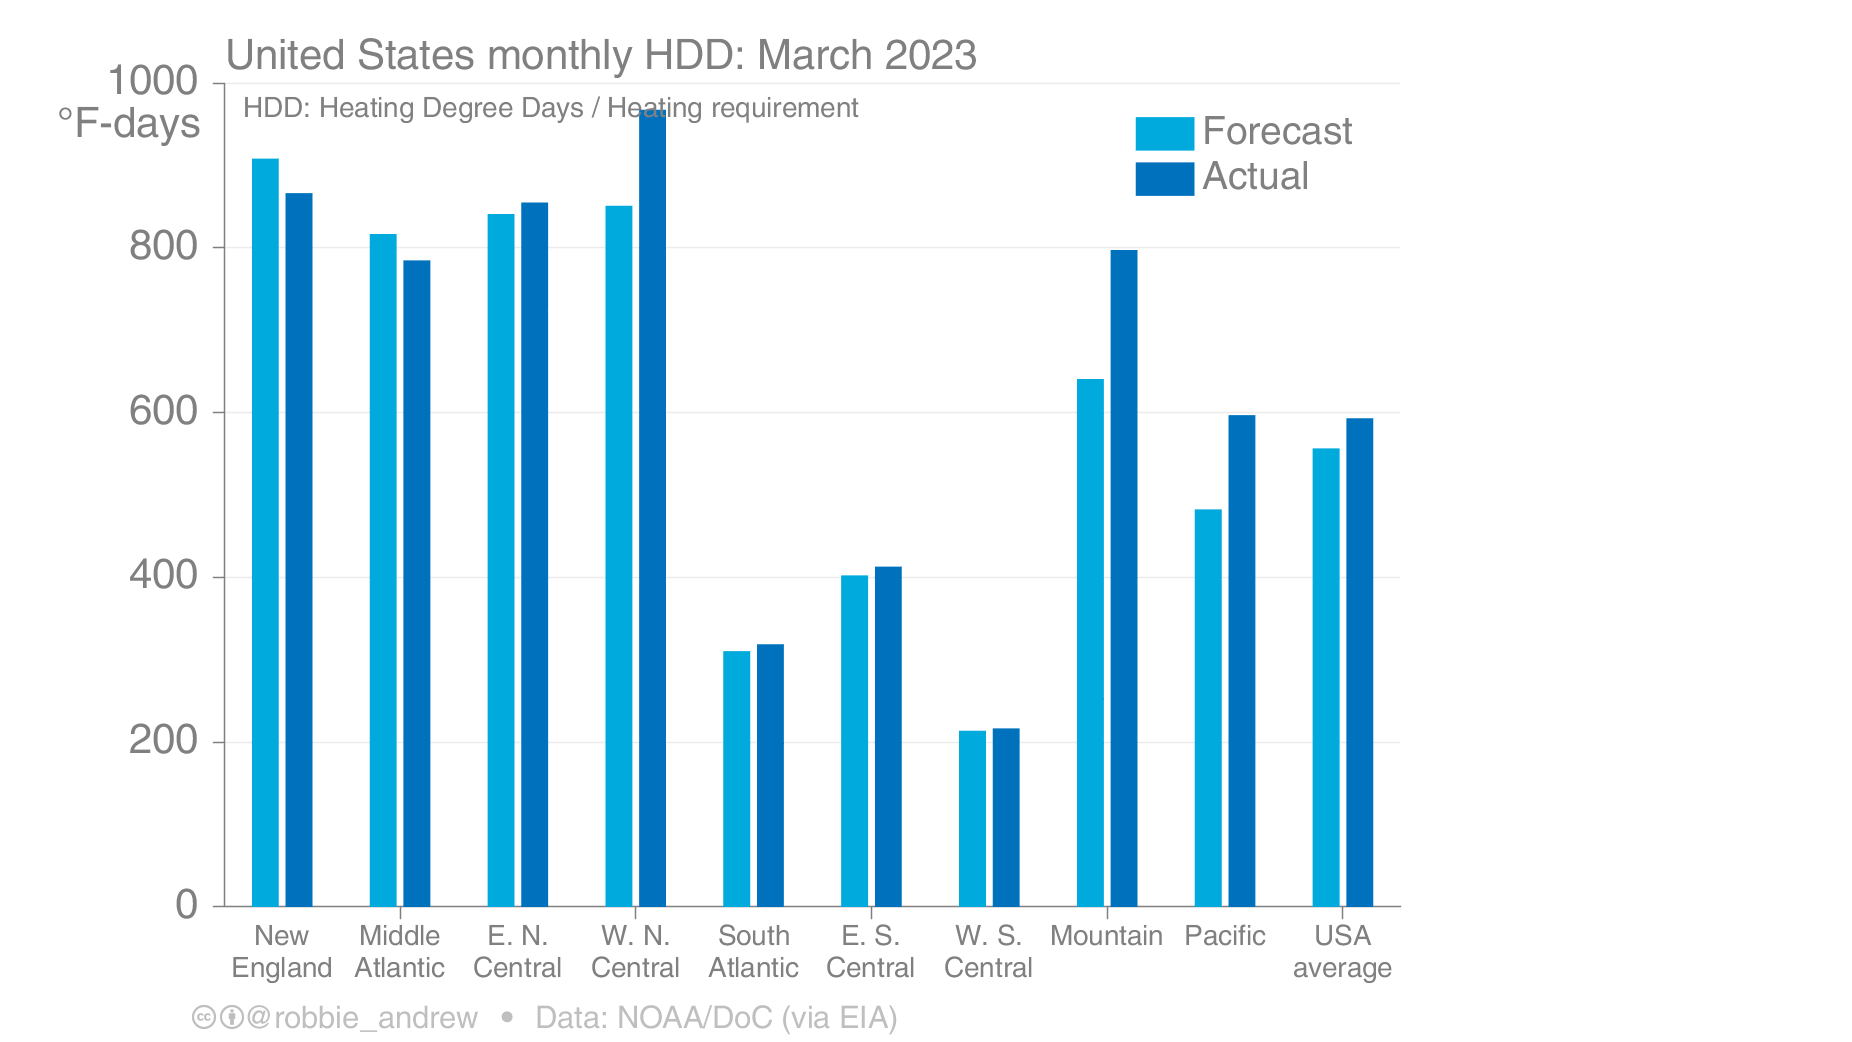 United States monthly HDD: March 2023
1000
°F-days
HDD: Heating Degree Days / Heating requirement
Forecast
Actual
800
600
400
200
0
New England
Middle Atlantic
E. N. Central
W. N. Central
South Atlantic
E. S. Central
W. S. Central
Mountain
Pacific
USA average
cc @robbie_andrew • Data: NOAA/DoC (via EIA)